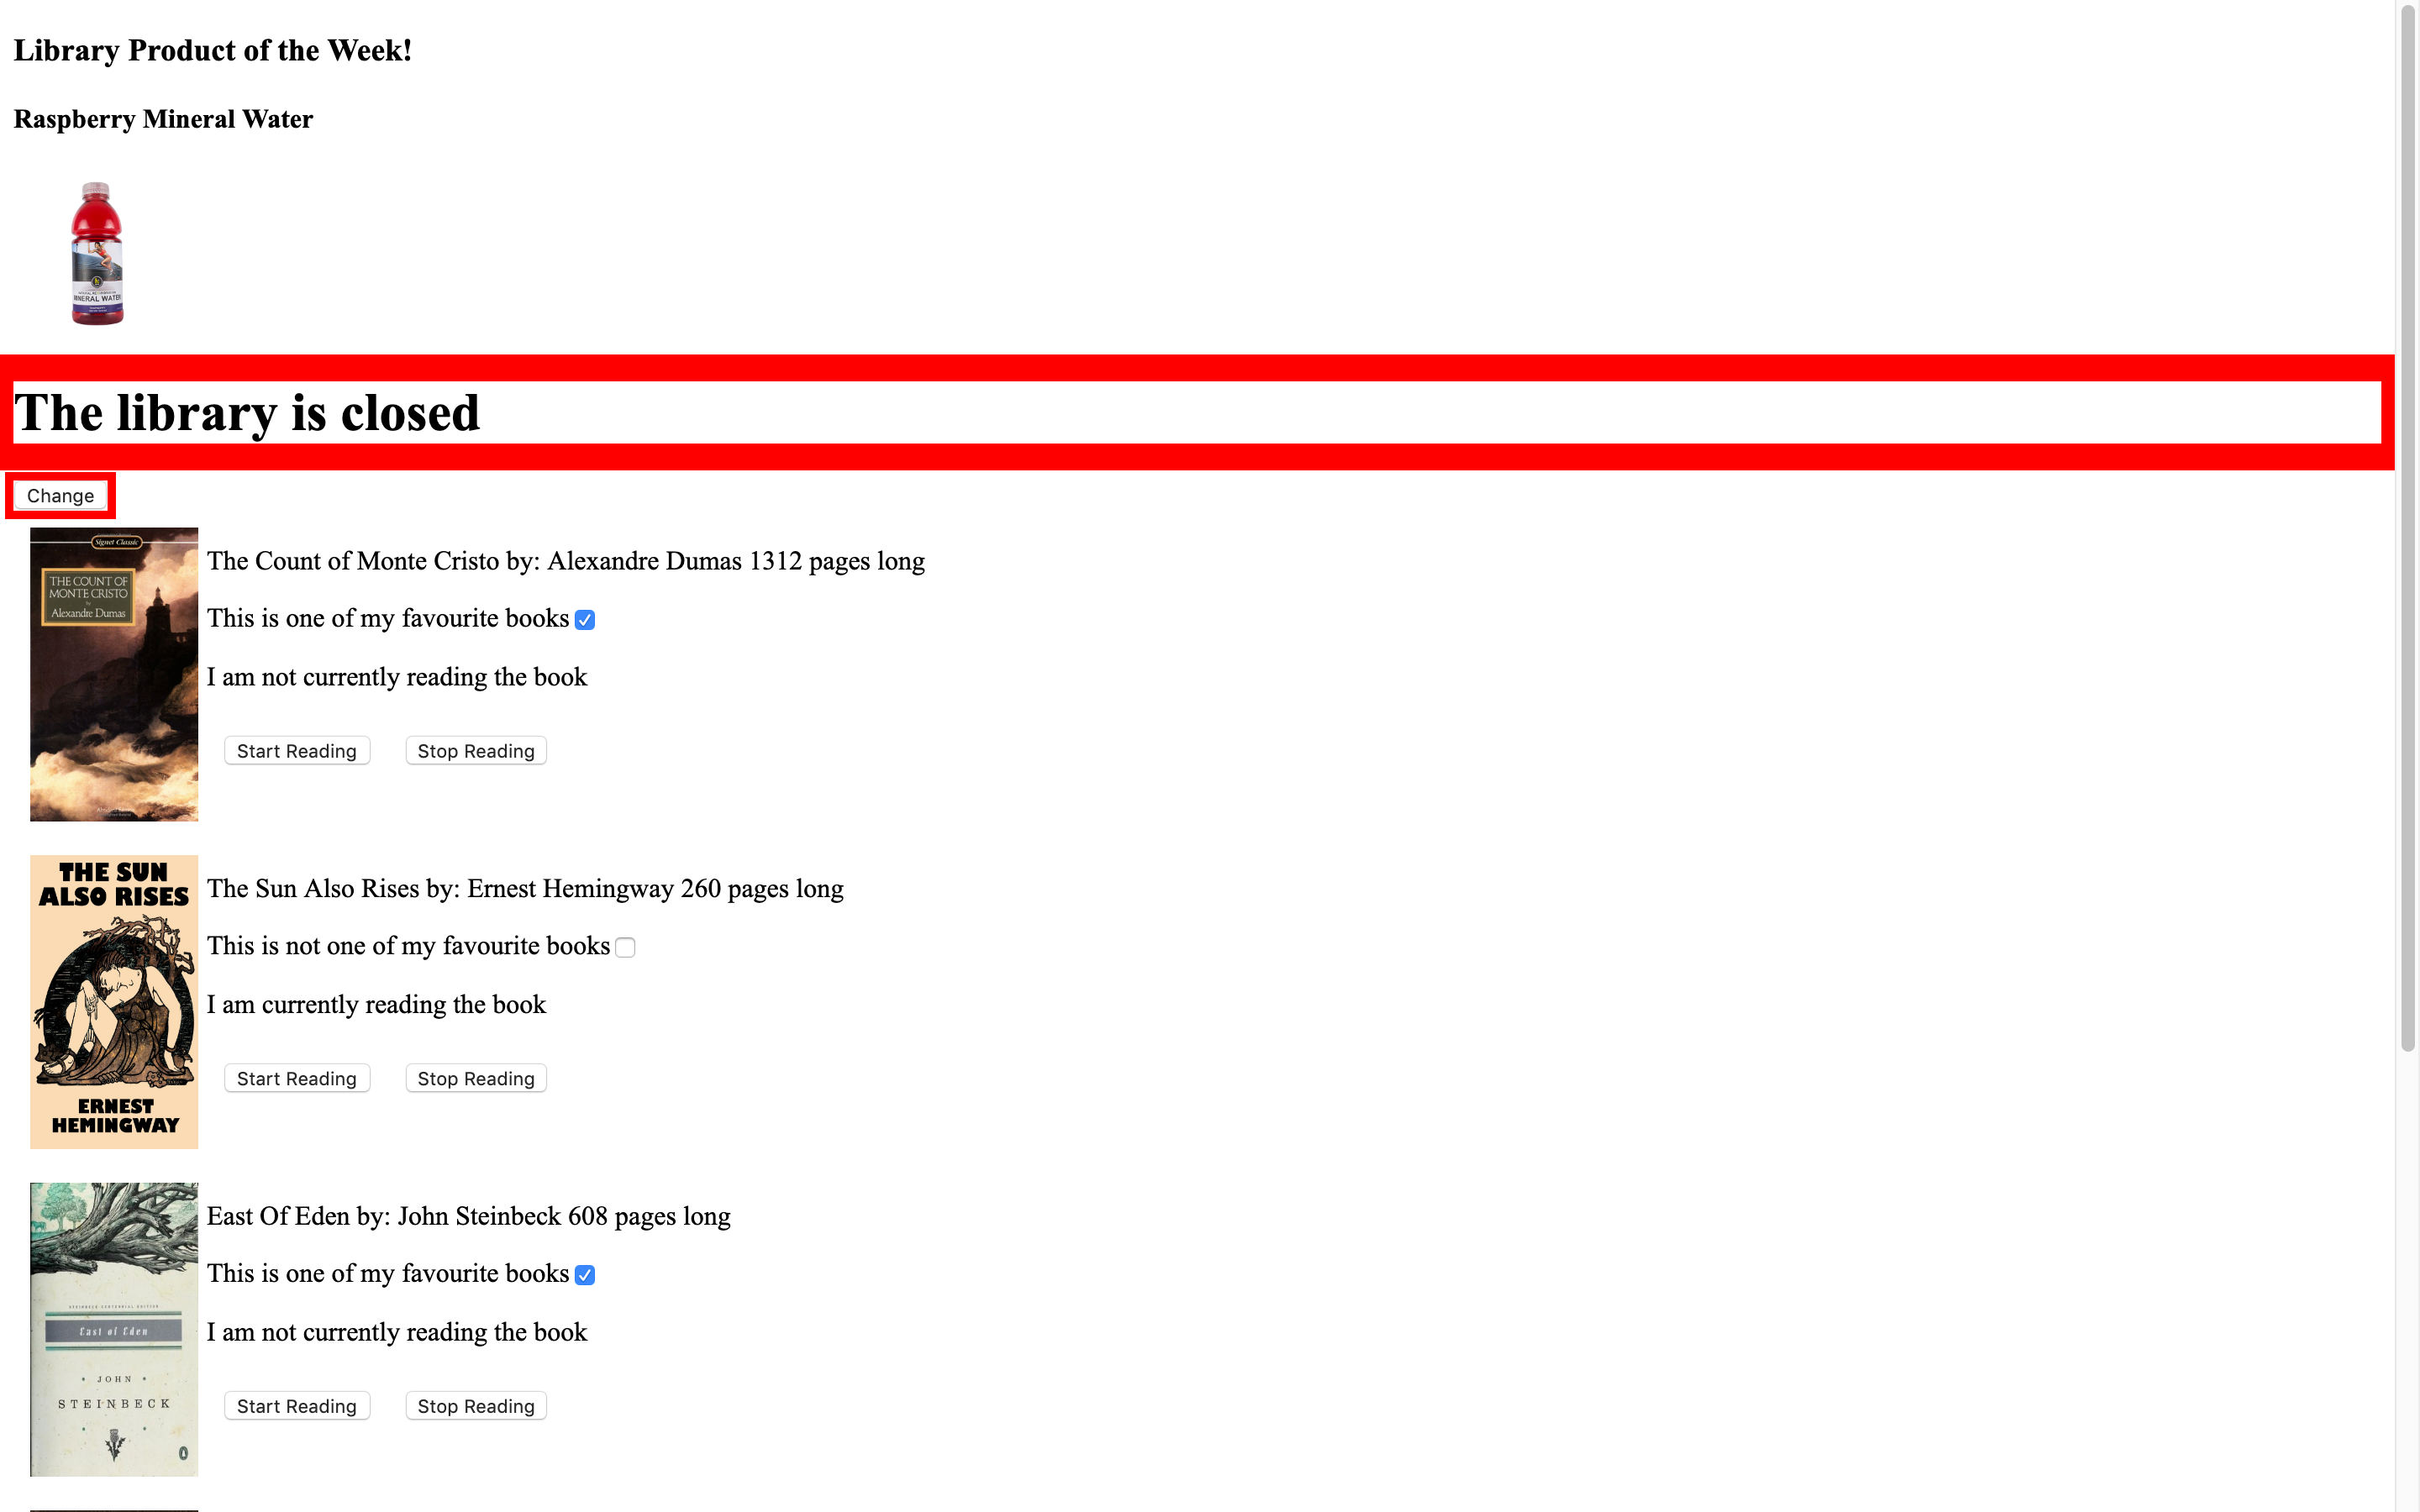 Library Product of the Week!
Raspberry Mineral Water
MINERAL WATER
The library is closed
Change
Signet Classic
THE COUNT OF
MONTE CRISTO
by
Alexandre Dumas
The Count of Monte Cristo by: Alexandre Dumas 1312 pages long
This is one of my favourite books
I am not currently reading the book
Start Reading Stop Reading
THE SUN
ALSO RISES
ERNEST
HEMINGWAY
The Sun Also Rises by: Ernest Hemingway 260 pages long
This is not one of my favourite books
I am currently reading the book
Start Reading Stop Reading
STEINBECK CENTENNIAL EDITION
East of Eden
JOHN
STEINBECK
East Of Eden by: John Steinbeck 608 pages long
This is one of my favourite books
I am not currently reading the book
Start Reading Stop Reading